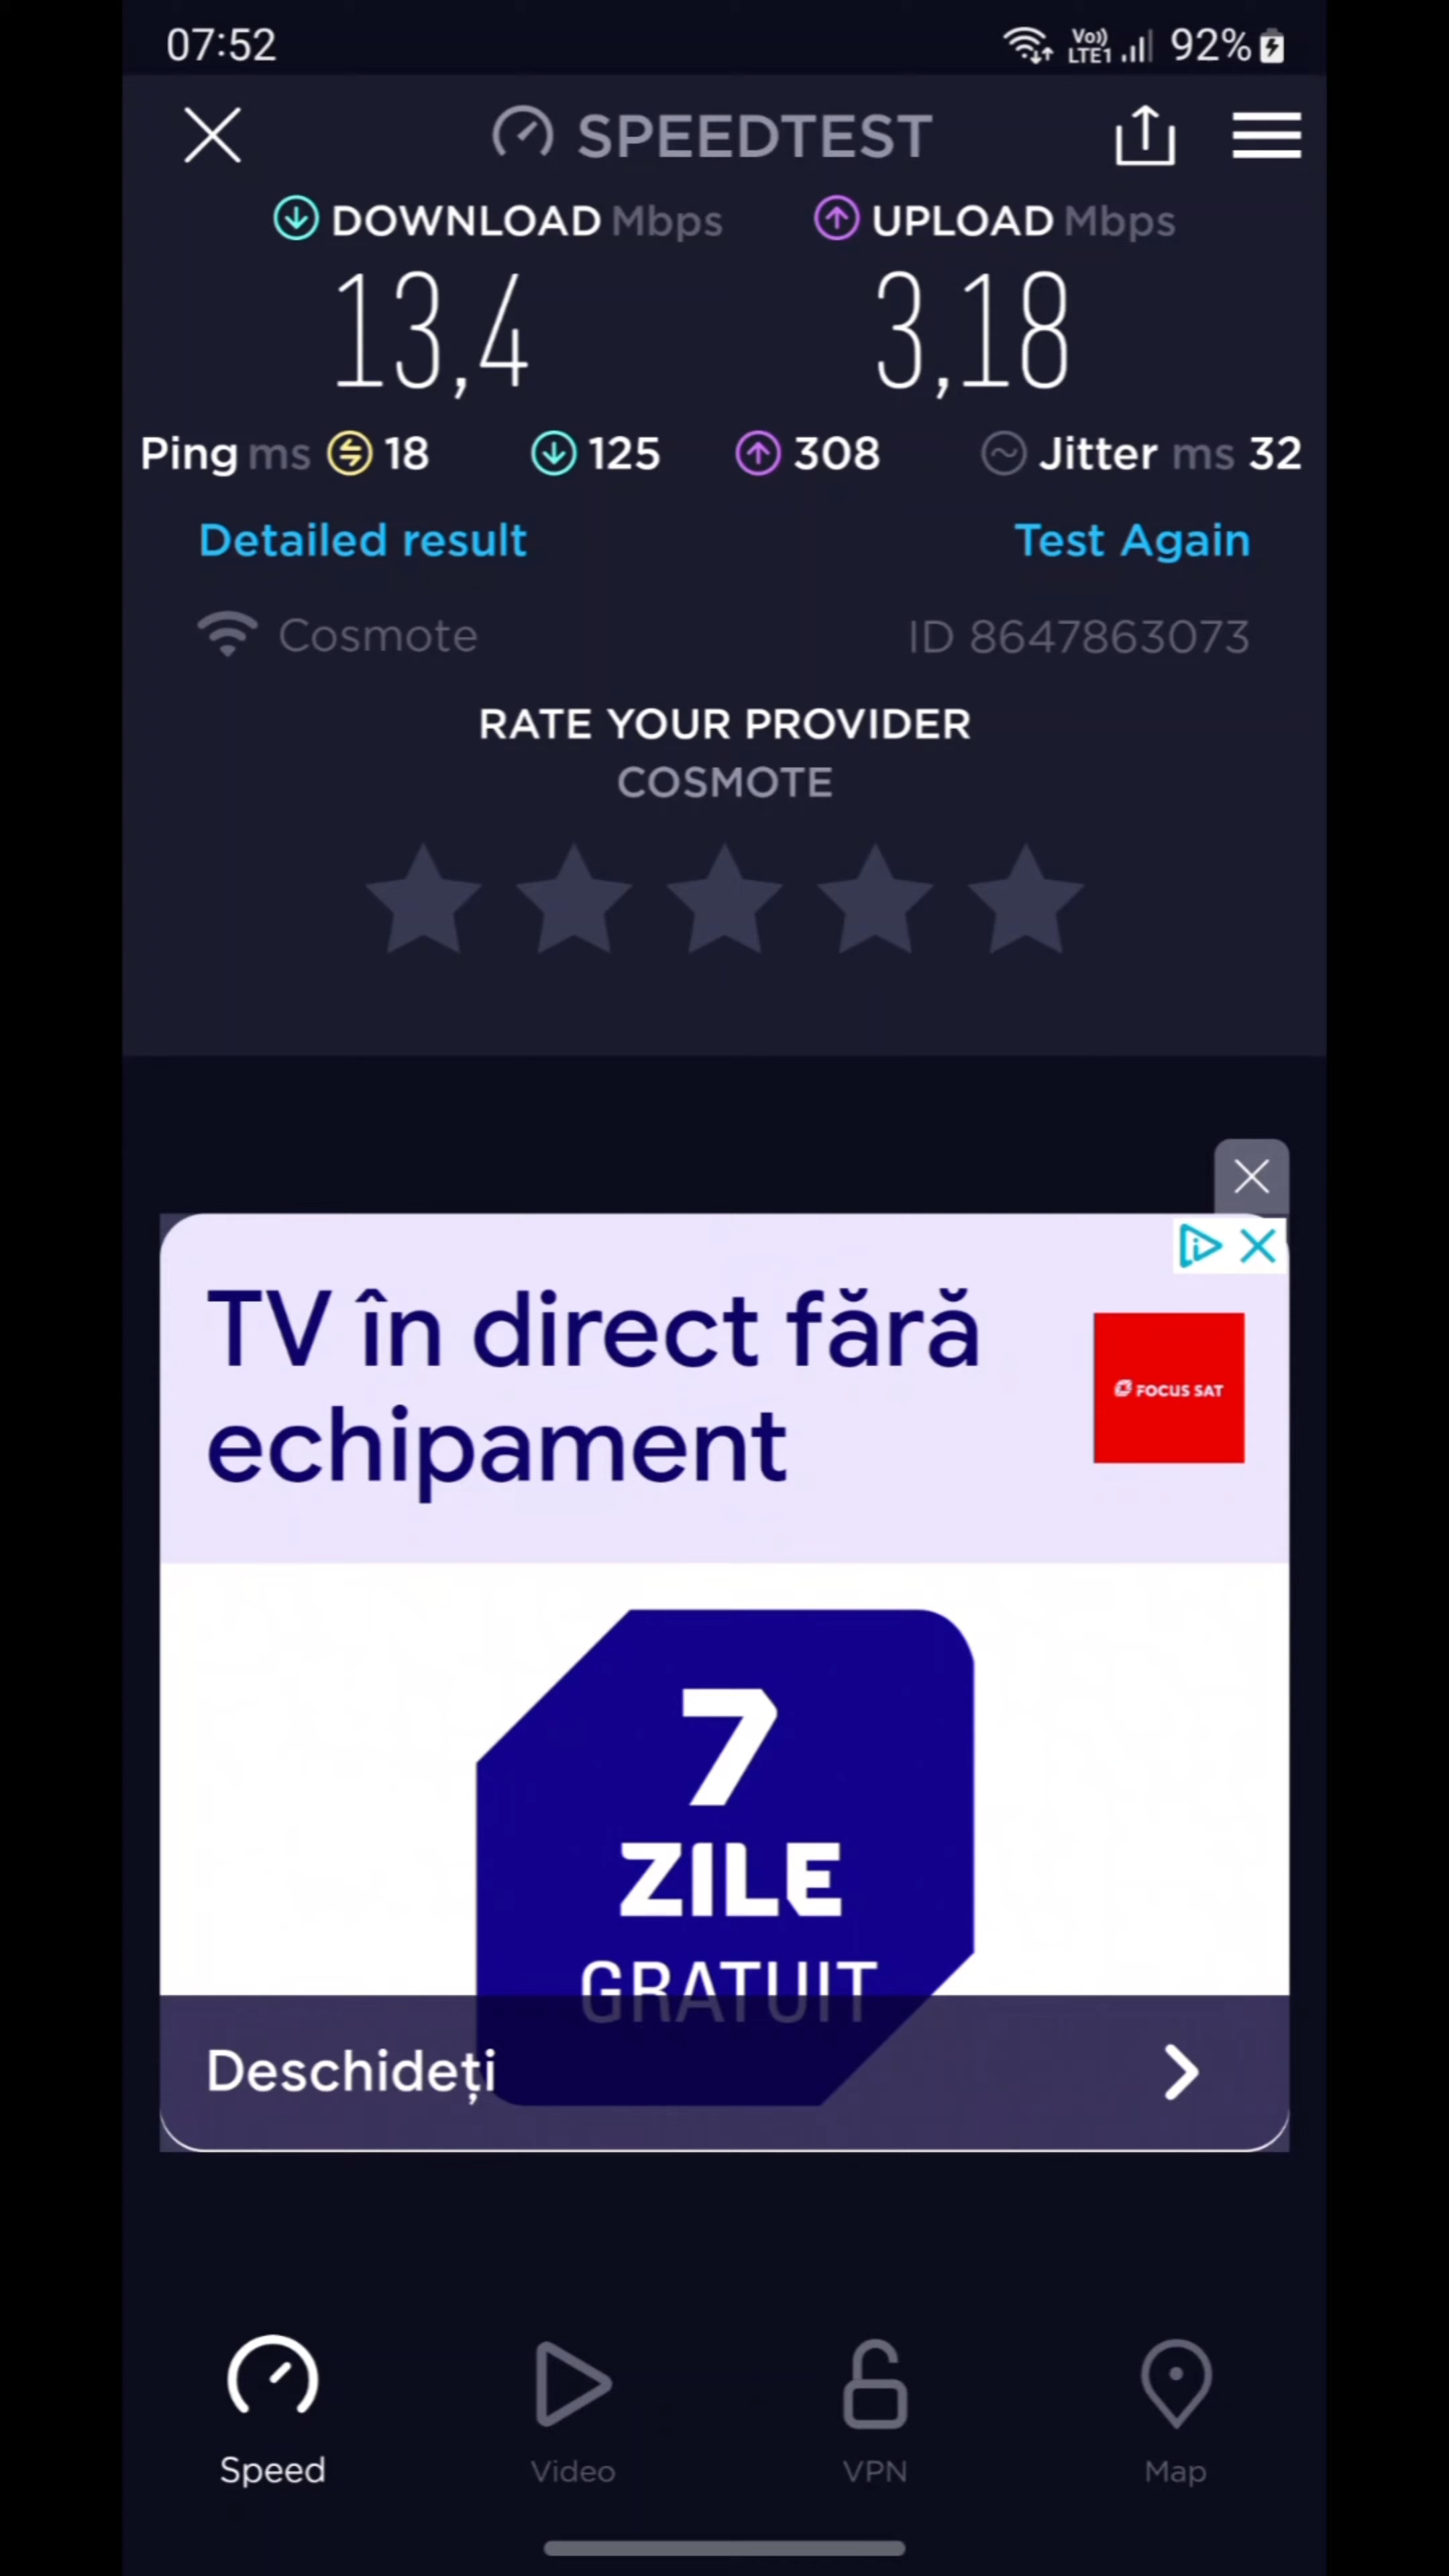 07:52 Vo)) LTE1 92%
SPEEDTEST
DOWNLOAD Mbps UPLOAD Mbps
13,4 3,18
Ping ms 18 125 308 Jitter ms 32
Detailed result Test Again
Cosmote ID 8647863073
RATE YOUR PROVIDER
COSMOTE
TV în direct fără
echipament
FOCUS SAT
7
ZILE
GRATUIT
Deschideți
Speed Video VPN Map